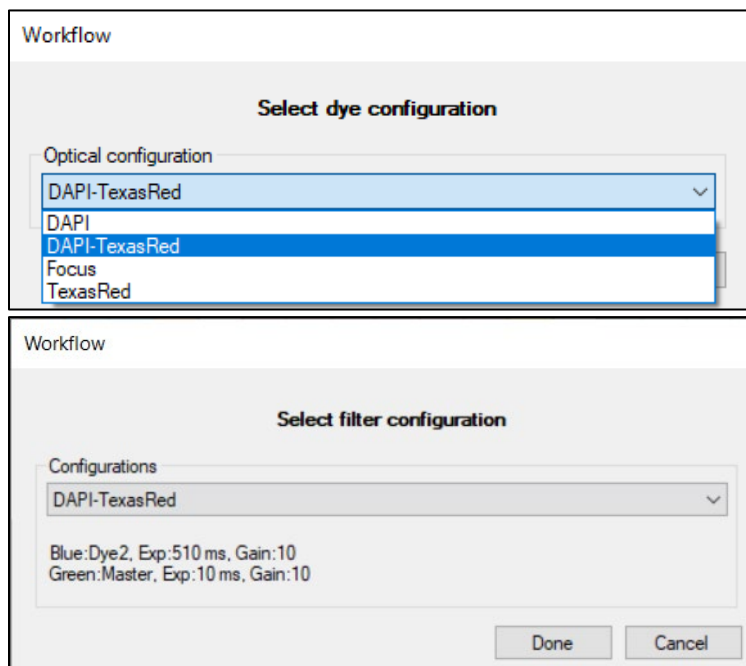 Workflow
Select dye configuration
Optical configuration
DAPI-TexasRed
DAPI
DAPI-TexasRed
Focus
TexasRed
Workflow
Select filter configuration
Configurations
DAPI-TexasRed
Blue:Dye2, Exp:510 ms, Gain:10
Green:Master, Exp:10 ms, Gain:10
Done Cancel